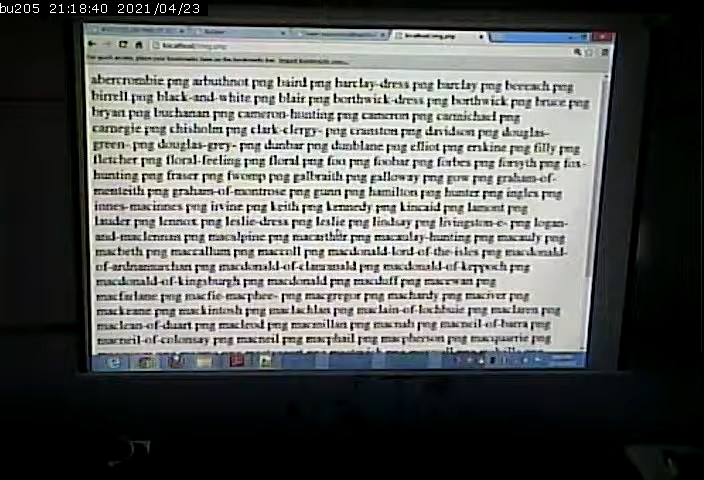 bu205 21:18:40 2021/04/23
localhost/img.php
localhost/img.php
abercrombie png arbuthnot png baird png barclay-dress png barclay png berreach png
birrell png black-and-white png blair png borthwick-dress png borthwick png bruce png
bryan png buchanan png cameron-hunting png cameron png carmichael png
carnegie png chisholm png clark-clergy- png cranston png davidson png douglas-
green- png douglas-grey- png dunbar png dunblane png elliot png erskine png filly png
fletcher png floral-feeling png floral png foo png foobar png forbes png forsyth png fox-
hunting png fraser png fwomp png galbraith png galloway png gow png graham-of-
menteith png graham-of-montrose png gunn png hamilton png hunter png ingles png
innes-macinnes png irvine png keith png kennedy png kincaid png lamont png
lauder png lennox png leslie-dress png leslie png lindsay png livingston-e- png logan-
and-maclennan png macalpine png macarthur png macaulay-hunting png macauly png
macbeth png maccallum png maccoll png macdonald-lord-of-the-isles png macdonald-
of-ardnamurchan png macdonald-of-clanranald png macdonald-of-keppoch png
macdonald-of-kingsburgh png macdonald png macduff png macewan png
macfarlane png macfie-macphee- png macgregor png machardy png maciver png
mackeane png mackintosh png maclachlan png maclain-of-lochbuie png maclaren png
maclean-of-duart png macleod png macmillan png macnab png macneil-of-barra png
macneil-of-colonsay png macneil png macphail png macpherson png macquarrie png